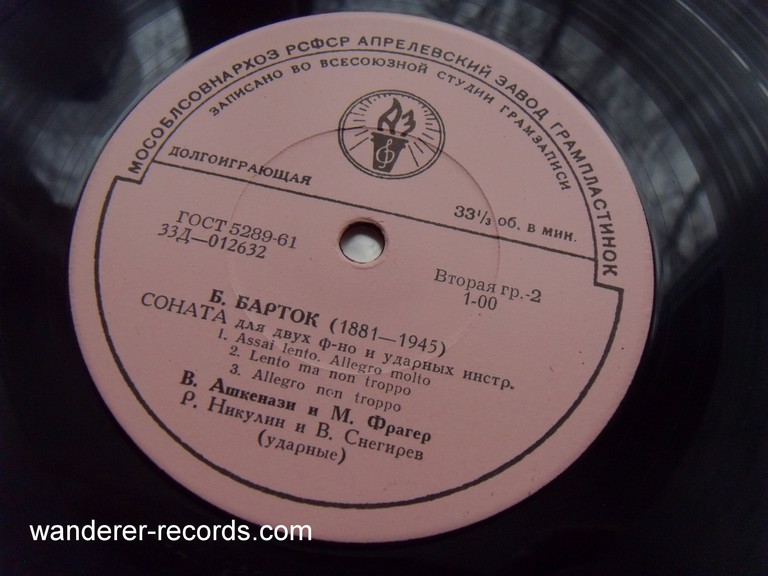 МОСОБЛСОВНАРХОЗ РСФСР АПРЕЛЕВСКИЙ ЗАВОД ГРАМПЛАСТИНОК
ЗАПИСАНО ВО ВСЕСОЮЗНОЙ СТУДИИ ГРАМЗАПИСИ
АЗ
ДОЛГОИГРАЮЩАЯ
33⅓ об. в мин.
ГОСТ 5289-61
33Д—012632
Вторая гр.-2
1-00
Б. БАРТОК (1881—1945)
СОНАТА для двух ф-но и ударных инстр.
1. Assai lento. Allegro molto
2. Lento ma non troppo
3. Allegro non troppo
В. Ашкенази и М. Фрагер
Р. Никулин и В. Снегирев
(ударные)
wanderer-records.com